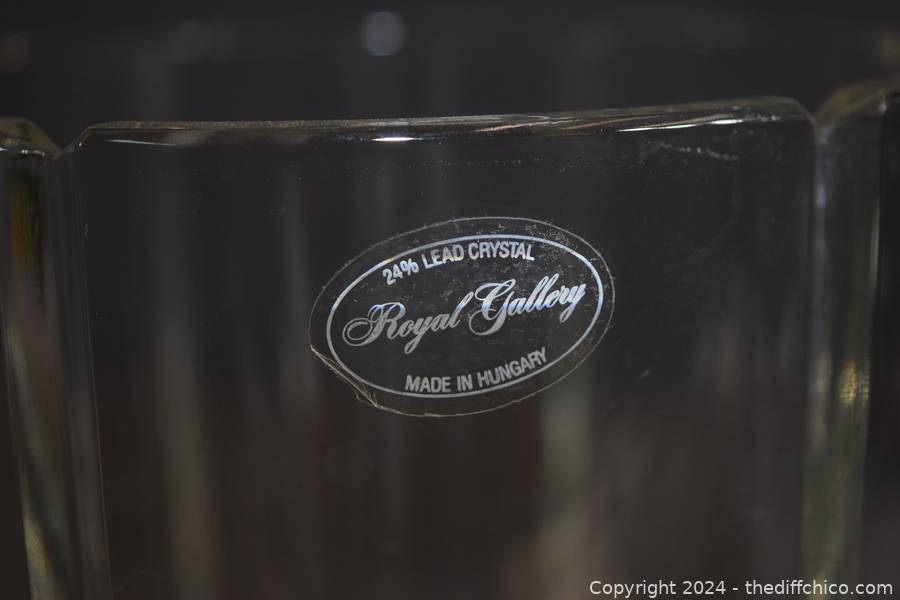 24% LEAD CRYSTAL
Royal Gallery
MADE IN HUNGARY
Copyright 2024 - thediffchico.com